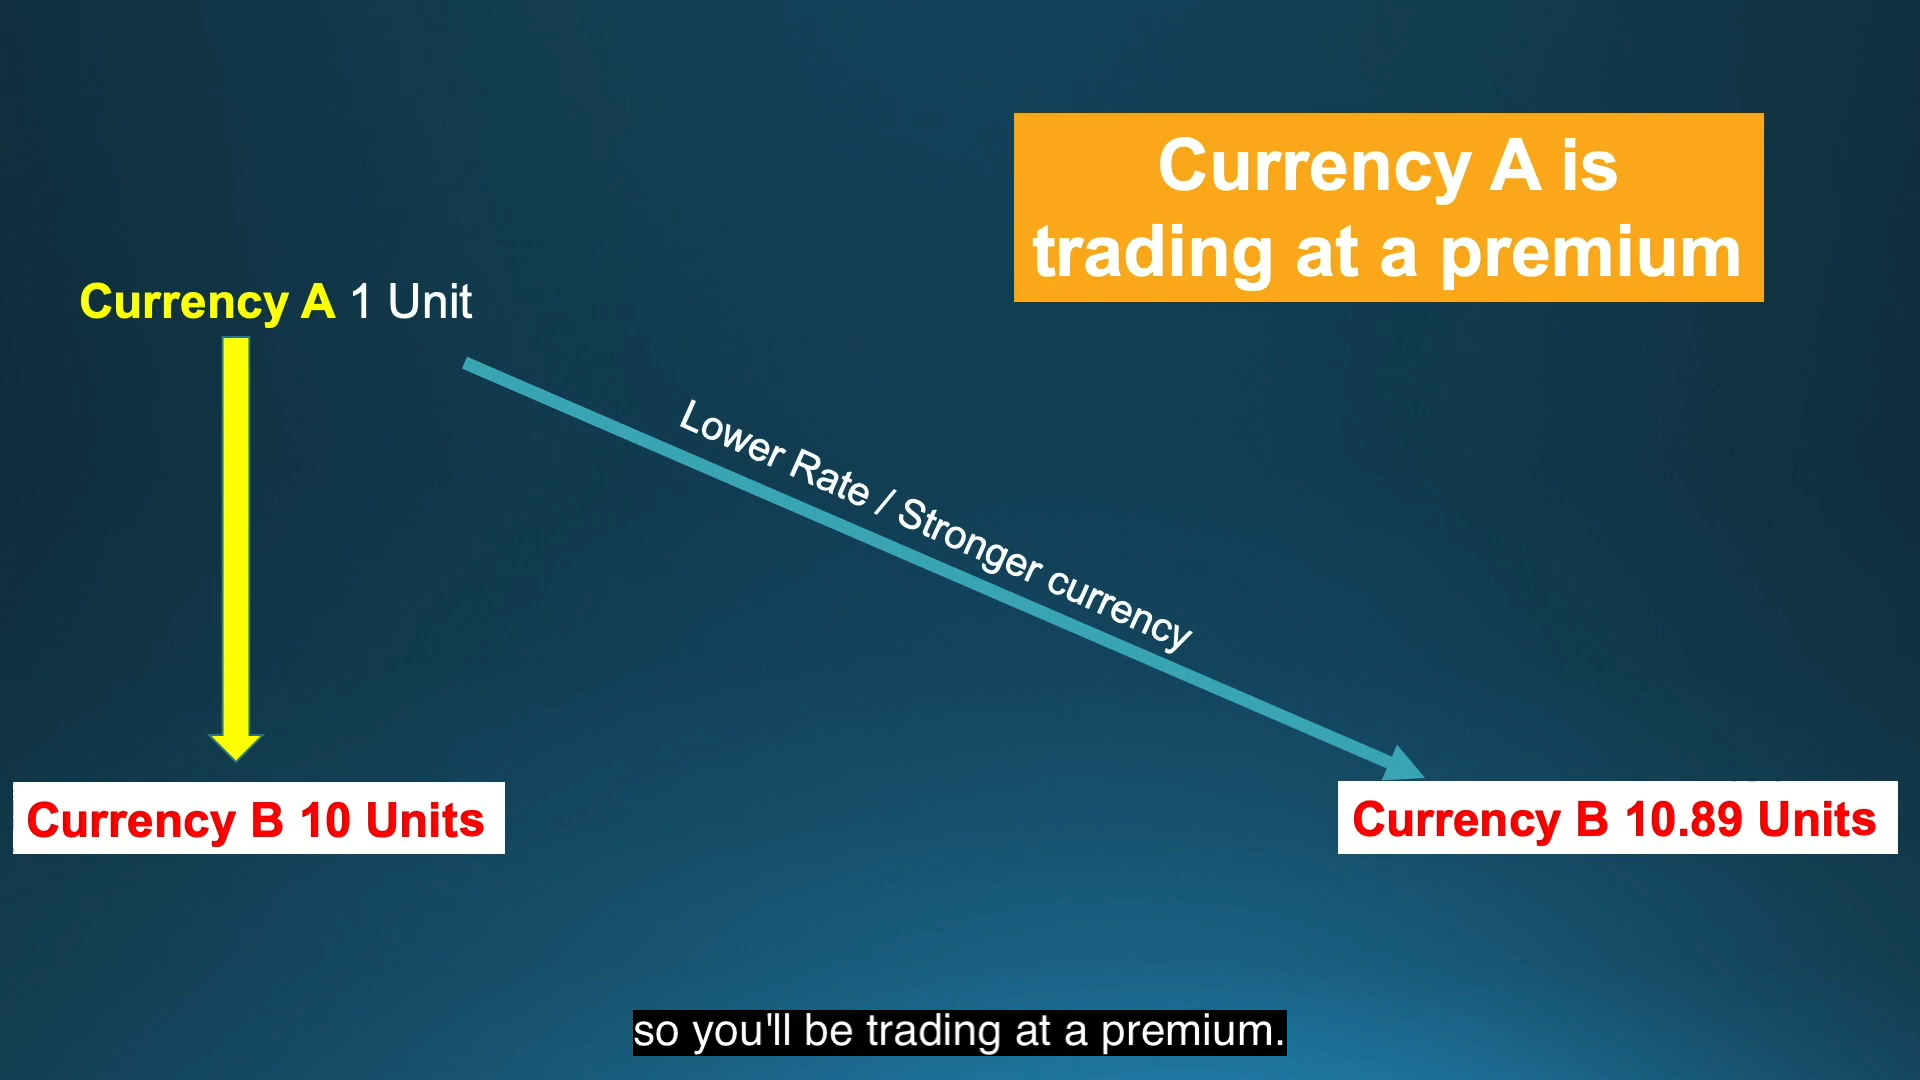 Currency A is
trading at a premium
Currency A 1 Unit
Lower Rate / Stronger currency
Currency B 10 Units
Currency B 10.89 Units
so you'll be trading at a premium.